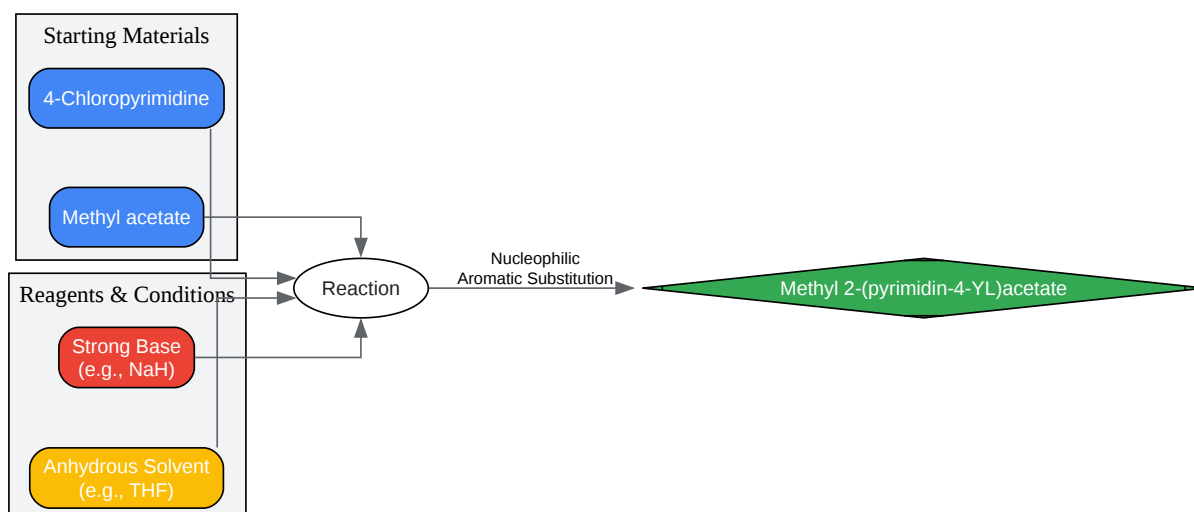 Starting Materials
4-Chloropyrimidine
Methyl acetate
Reagents & Conditions
Strong Base
(e.g., NaH)
Anhydrous Solvent
(e.g., THF)
Reaction
Nucleophilic
Aromatic Substitution
Methyl 2-(pyrimidin-4-YL)acetate